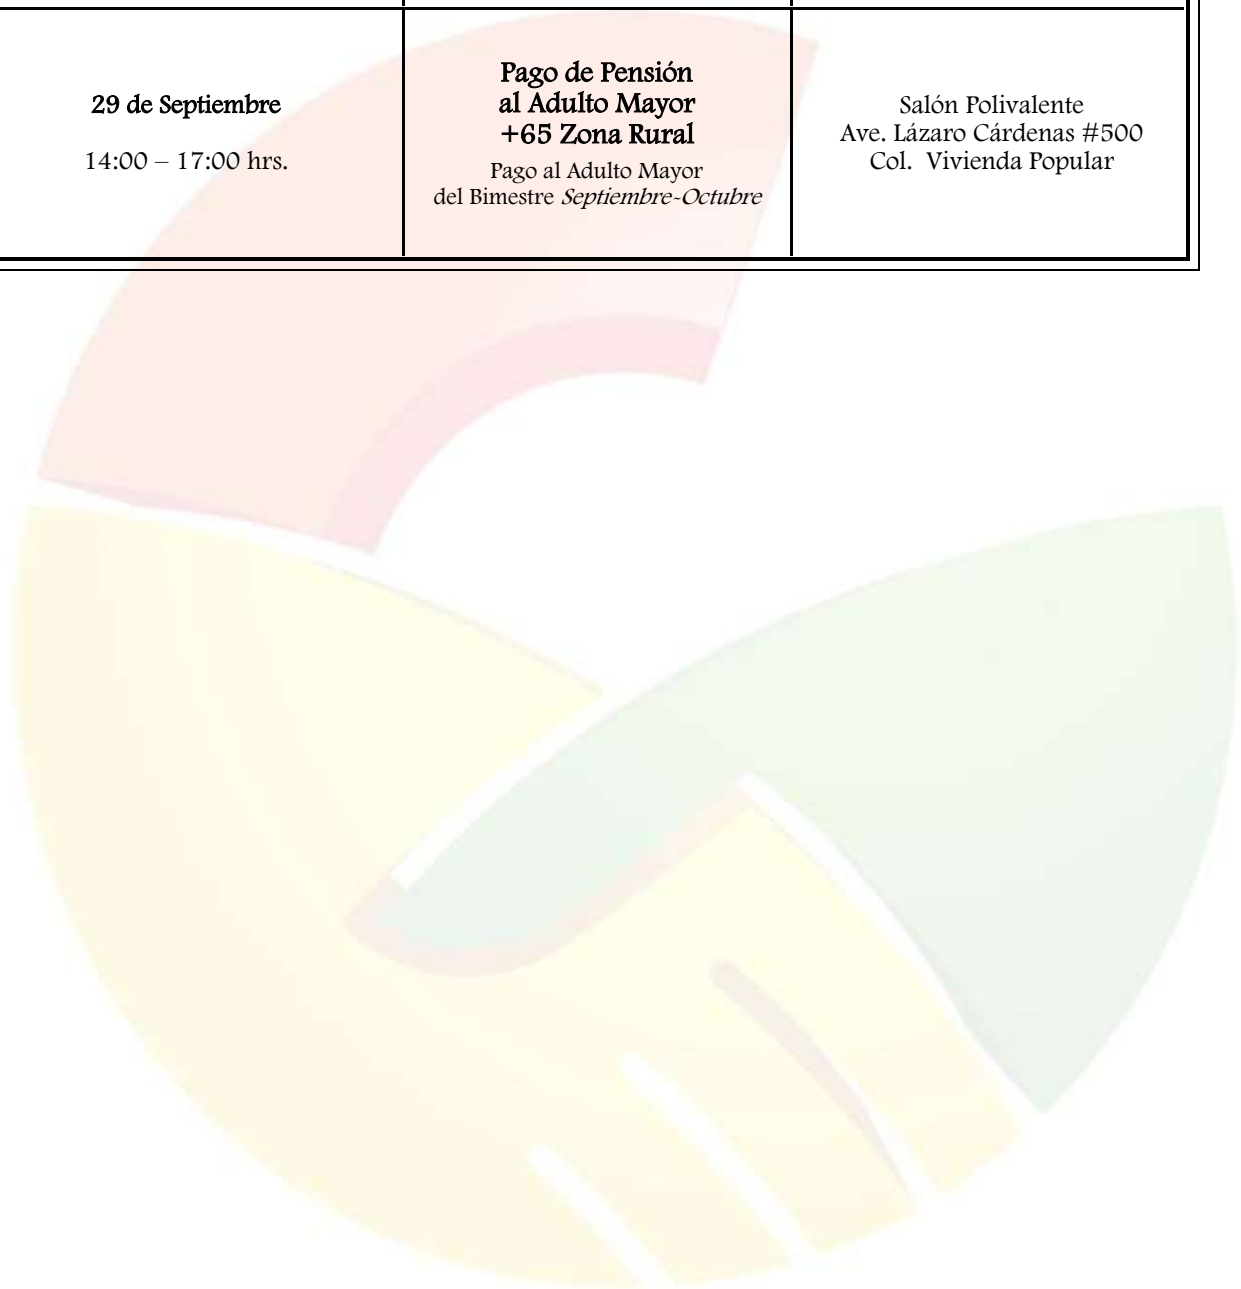 29 de Septiembre
14:00 – 17:00 hrs.
Pago de Pensión
al Adulto Mayor
+65 Zona Rural
Pago al Adulto Mayor
del Bimestre Septiembre-Octubre
Salón Polivalente
Ave. Lázaro Cárdenas #500
Col. Vivienda Popular